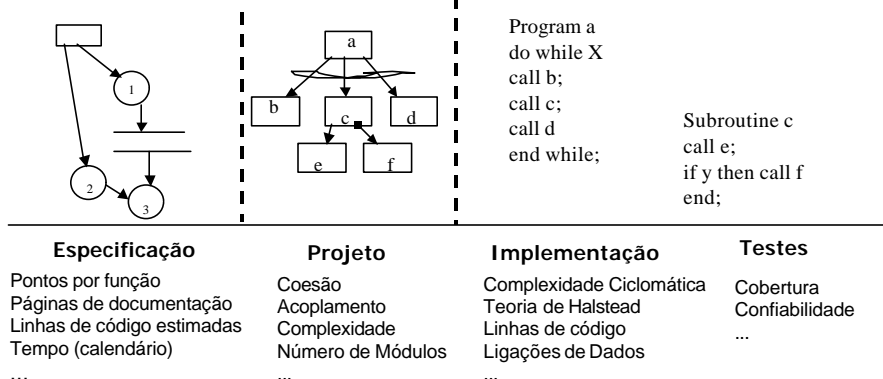 1
2
3
a
b
c
d
e
f
Program a
do while X
call b;
call c;
call d
end while;
Subroutine c
call e;
if y then call f
end;
Especificação
Pontos por função
Páginas de documentação
Linhas de código estimadas
Tempo (calendário)
...
Projeto
Coesão
Acoplamento
Complexidade
Número de Módulos
...
Implementação
Complexidade Ciclomática
Teoria de Halstead
Linhas de código
Ligações de Dados
...
Testes
Cobertura
Confiabilidade
...